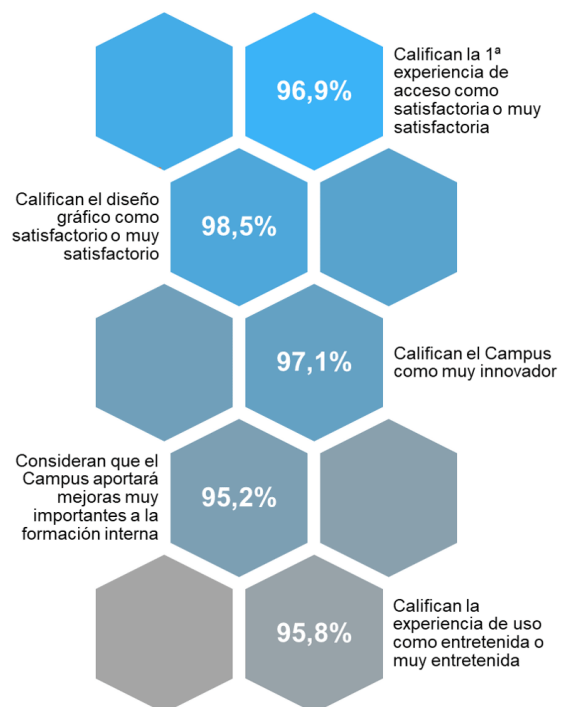 96,9%
Califican la 1ª
experiencia de
acceso como
satisfactoria o muy
satisfactoria
Califican el diseño
gráfico como
satisfactorio o muy
satisfactorio
98,5%
97,1%
Califican el Campus
como muy innovador
Consideran que el
Campus aportará
mejoras muy
importantes a la
formación interna
95,2%
95,8%
Califican la
experiencia de uso
como entretenida o
muy entretenida